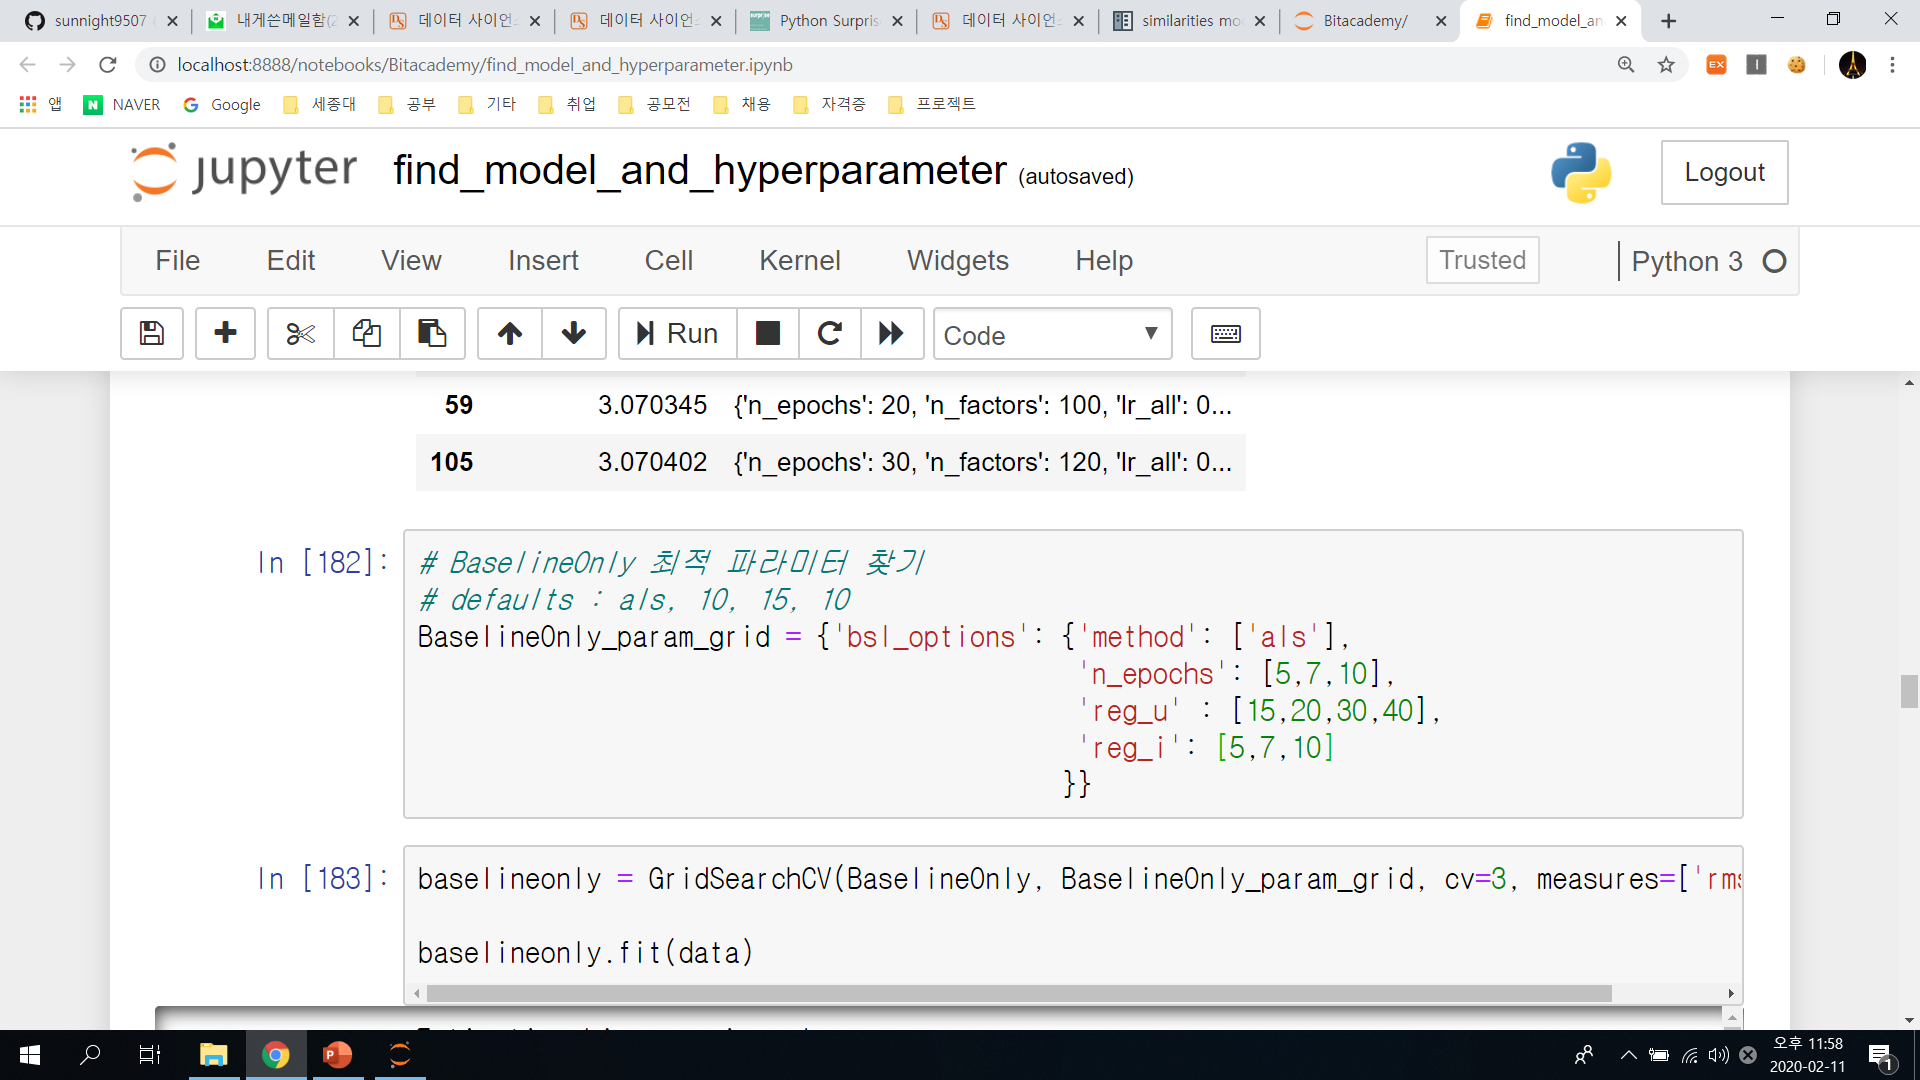 sunnight9507
내게쓴메일함(2
데이터 사이언스
데이터 사이언스
Python Surpris
데이터 사이언스
similarities mo
Bitacademy/
find_model_an
localhost:8888/notebooks/Bitacademy/find_model_and_hyperparameter.ipynb
앱 NAVER Google 세종대 공부 기타 취업 공모전 채용 자격증 프로젝트
jupyter find_model_and_hyperparameter (autosaved)
Logout
File Edit View Insert Cell Kernel Widgets Help Trusted Python 3
Run Code
59 3.070345 {'n_epochs': 20, 'n_factors': 100, 'lr_all': 0...
105 3.070402 {'n_epochs': 30, 'n_factors': 120, 'lr_all': 0...
In [182]:
# BaselineOnly 최적 파라미터 찾기
# defaults : als, 10, 15, 10
BaselineOnly_param_grid = {'bsl_options': {'method': ['als'],
'n_epochs': [5,7,10],
'reg_u' : [15,20,30,40],
'reg_i': [5,7,10]
}}
In [183]:
baselineonly = GridSearchCV(BaselineOnly, BaselineOnly_param_grid, cv=3, measures=['rms
baselineonly.fit(data)
오후 11:58
2020-02-11
1